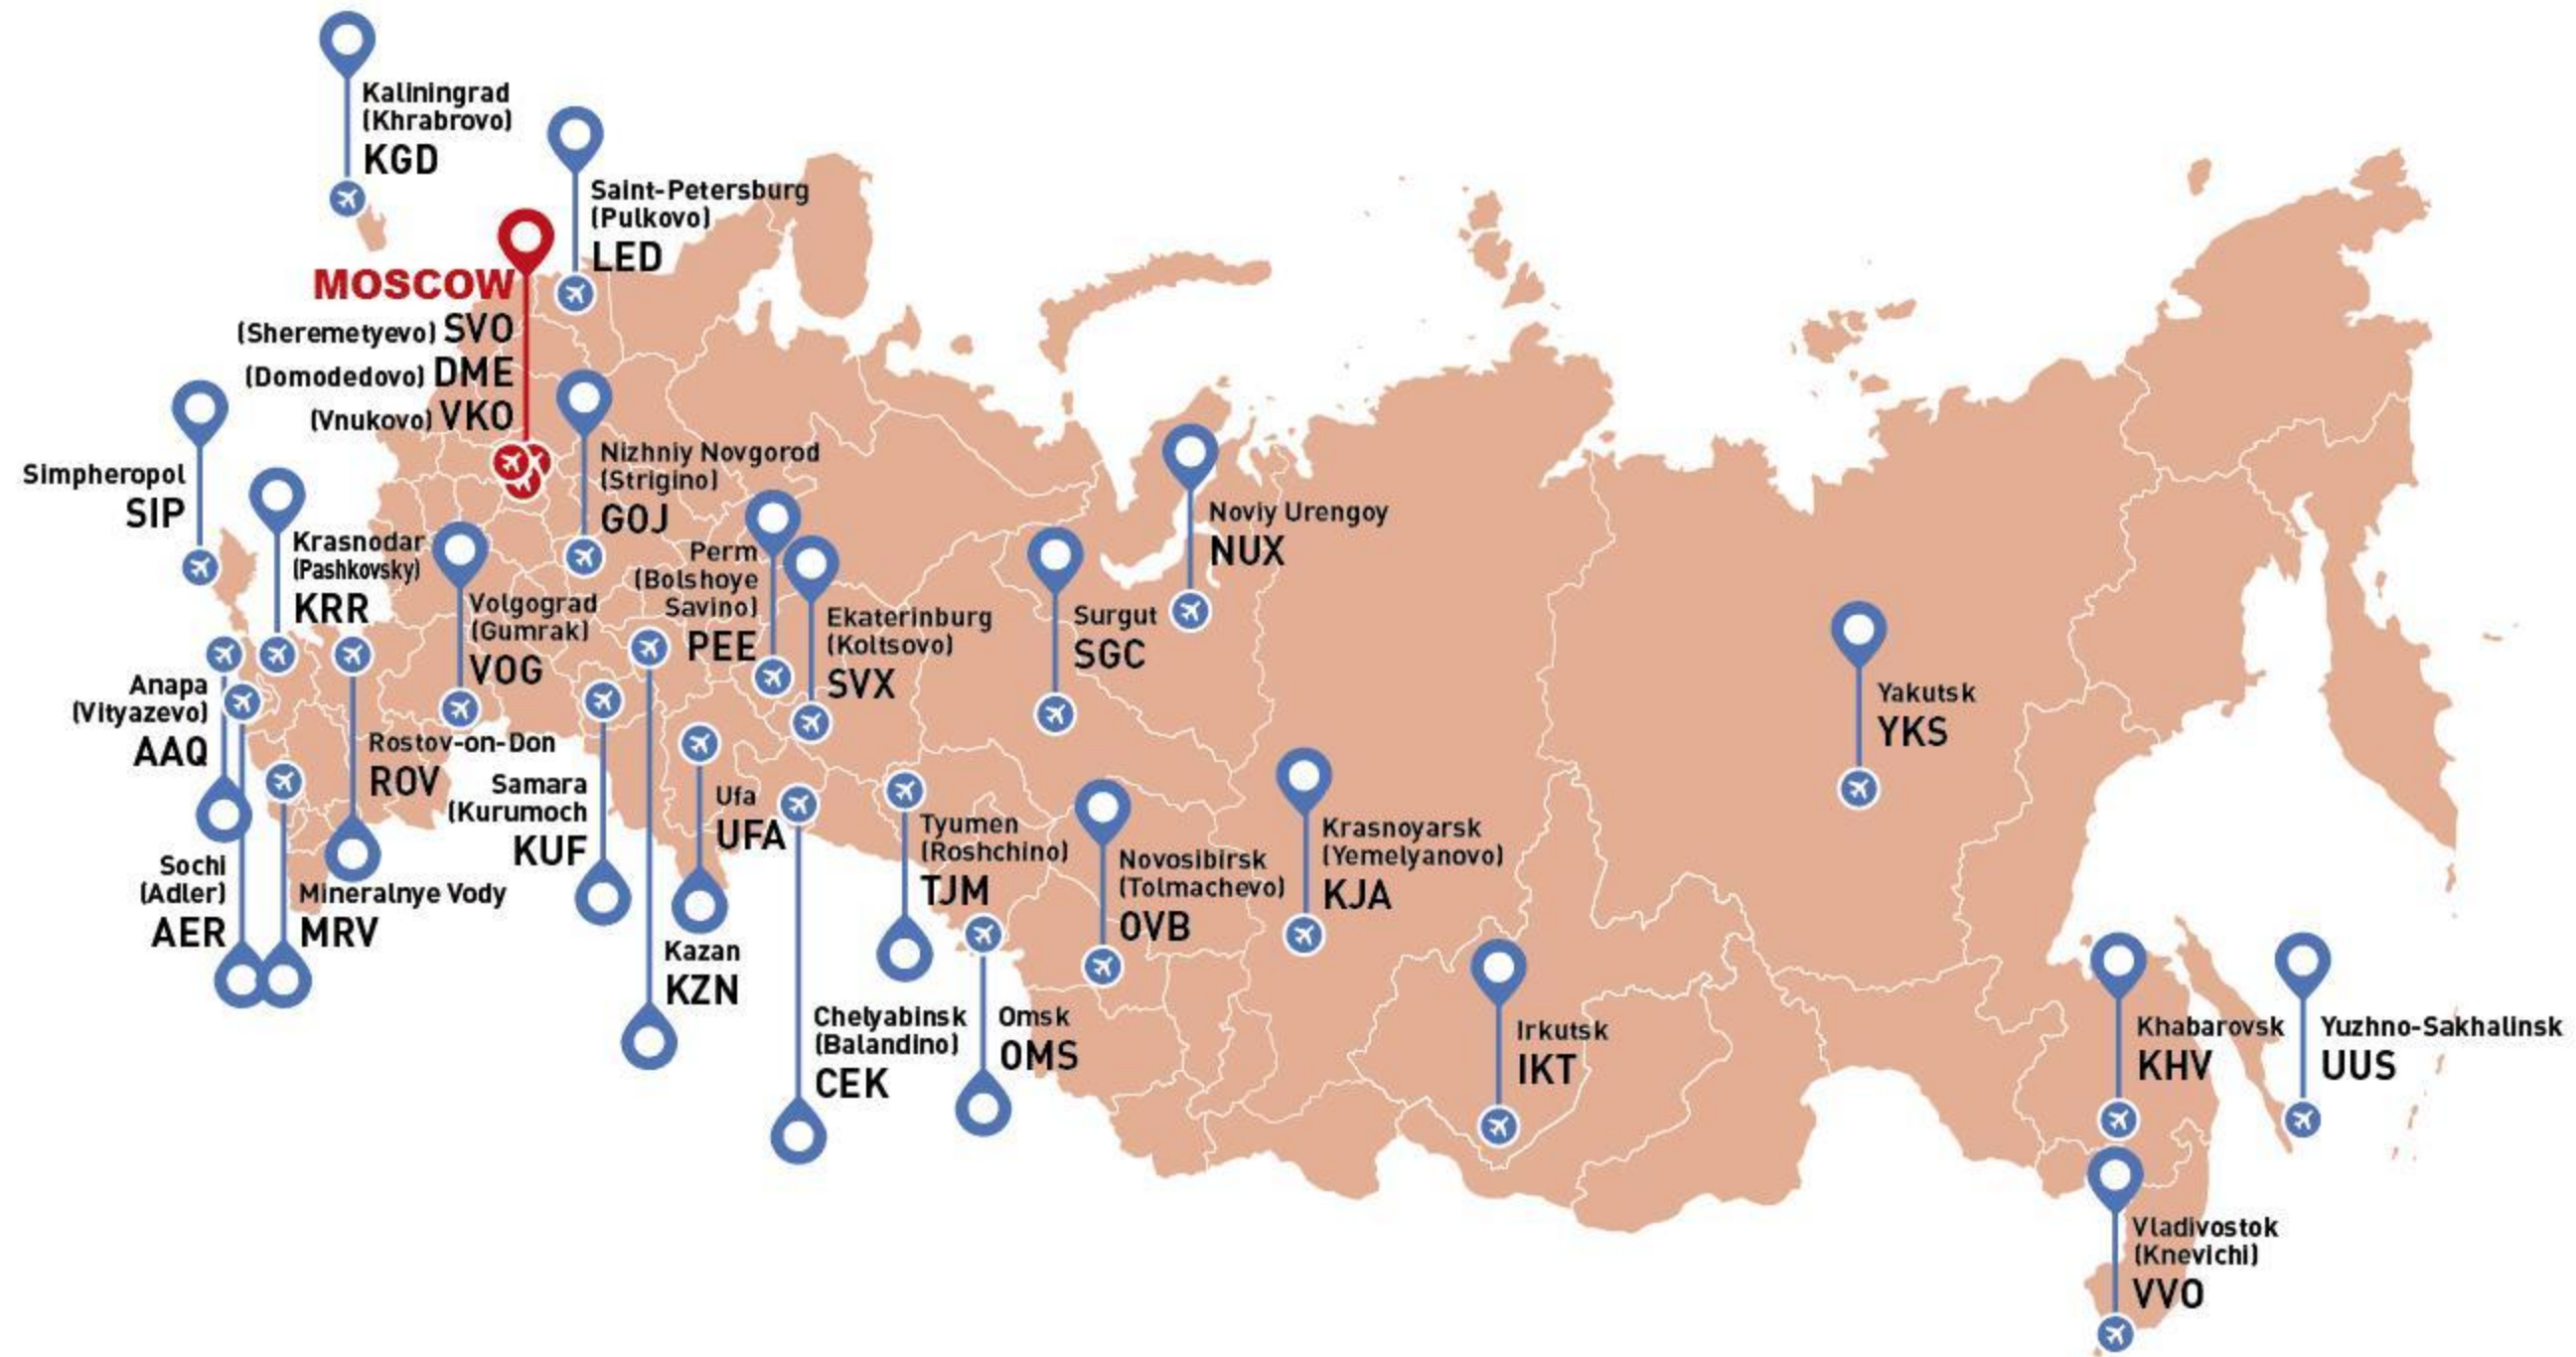 Kaliningrad
(Khrabrovo)
KGD
Saint-Petersburg
(Pulkovo)
LED
MOSCOW
(Sheremetyevo) SVO
(Domodedovo) DME
(Vnukovo) VKO
Simpheropol
SIP
Krasnodar
(Pashkovsky)
KRR
Nizhniy Novgorod
(Strigino)
GOJ
Volgograd
(Gumrak)
VOG
Perm
(Bolshoye
Savino)
PEE
Ekaterinburg
(Koltsovo)
SVX
Surgut
SGC
Noviy Urengoy
NUX
Yakutsk
YKS
Anapa
(Vityazevo)
AAQ
Rostov-on-Don
ROV
Samara
(Kurumoch
KUF
Ufa
UFA
Tyumen
(Roshchino)
TJM
Novosibirsk
(Tolmachevo)
OVB
Krasnoyarsk
(Yemelyanovo)
KJA
Sochi
(Adler)
AER
Mineralnye Vody
MRV
Kazan
KZN
Chelyabinsk
(Balandino)
CEK
Omsk
OMS
Irkutsk
IKT
Khabarovsk
KHV
Yuzhno-Sakhalinsk
UUS
Vladivostok
(Knevichi)
VVO